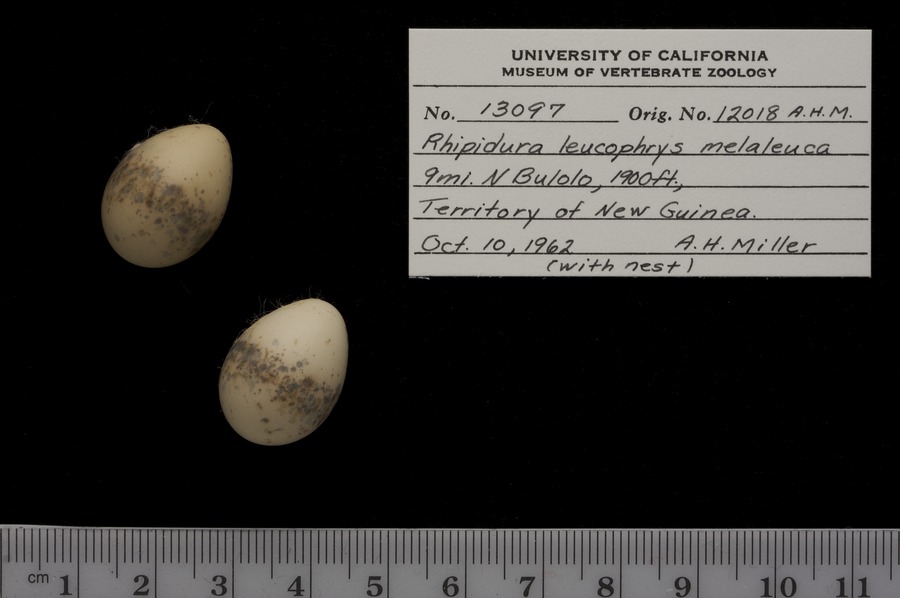 UNIVERSITY OF CALIFORNIA
MUSEUM OF VERTEBRATE ZOOLOGY
No. 13097 Orig. No. 12018 A.H.M.
Rhipidura leucophrys melaleuca
9mi. N Bulolo, 1900ft.,
Territory of New Guinea.
Oct. 10, 1962 A.H. Miller
(with nest)
cm 1 2 3 4 5 6 7 8 9 10 11